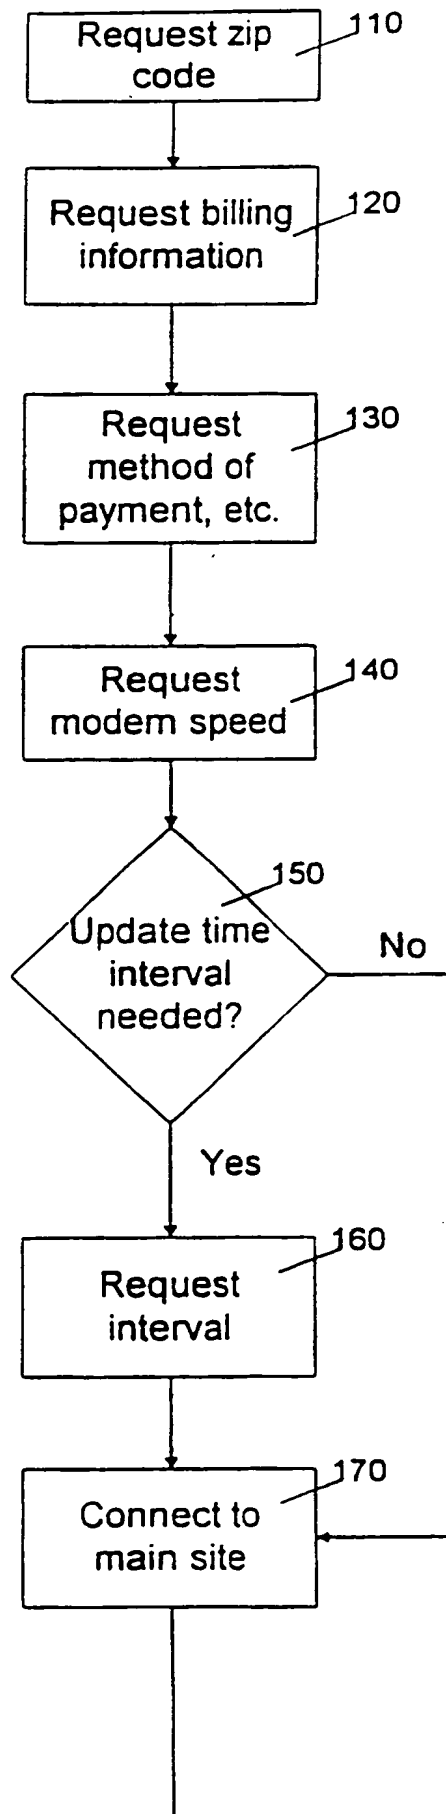 110
Request zip
code
120
Request billing
information
130
Request
method of
payment, etc.
140
Request
modem speed
150
Update time
interval
needed?
No
Yes
160
Request
interval
170
Connect to
main site